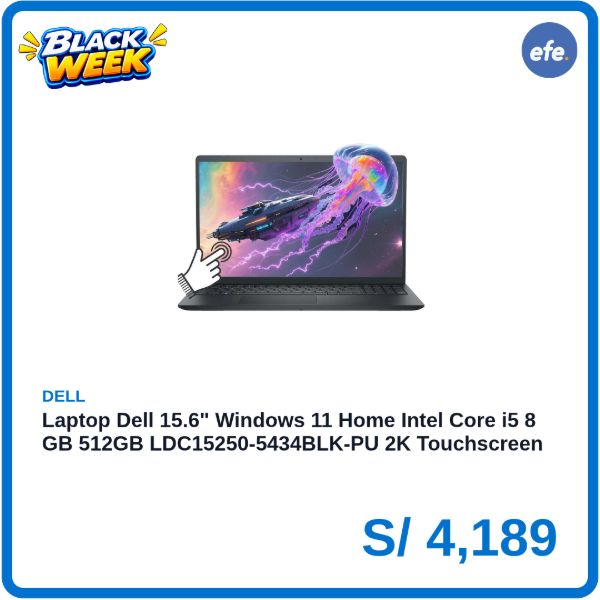 BLACK
WEEK
efe.
DELL
Laptop Dell 15.6" Windows 11 Home Intel Core i5 8
GB 512GB LDC15250-5434BLK-PU 2K Touchscreen
S/ 4,189